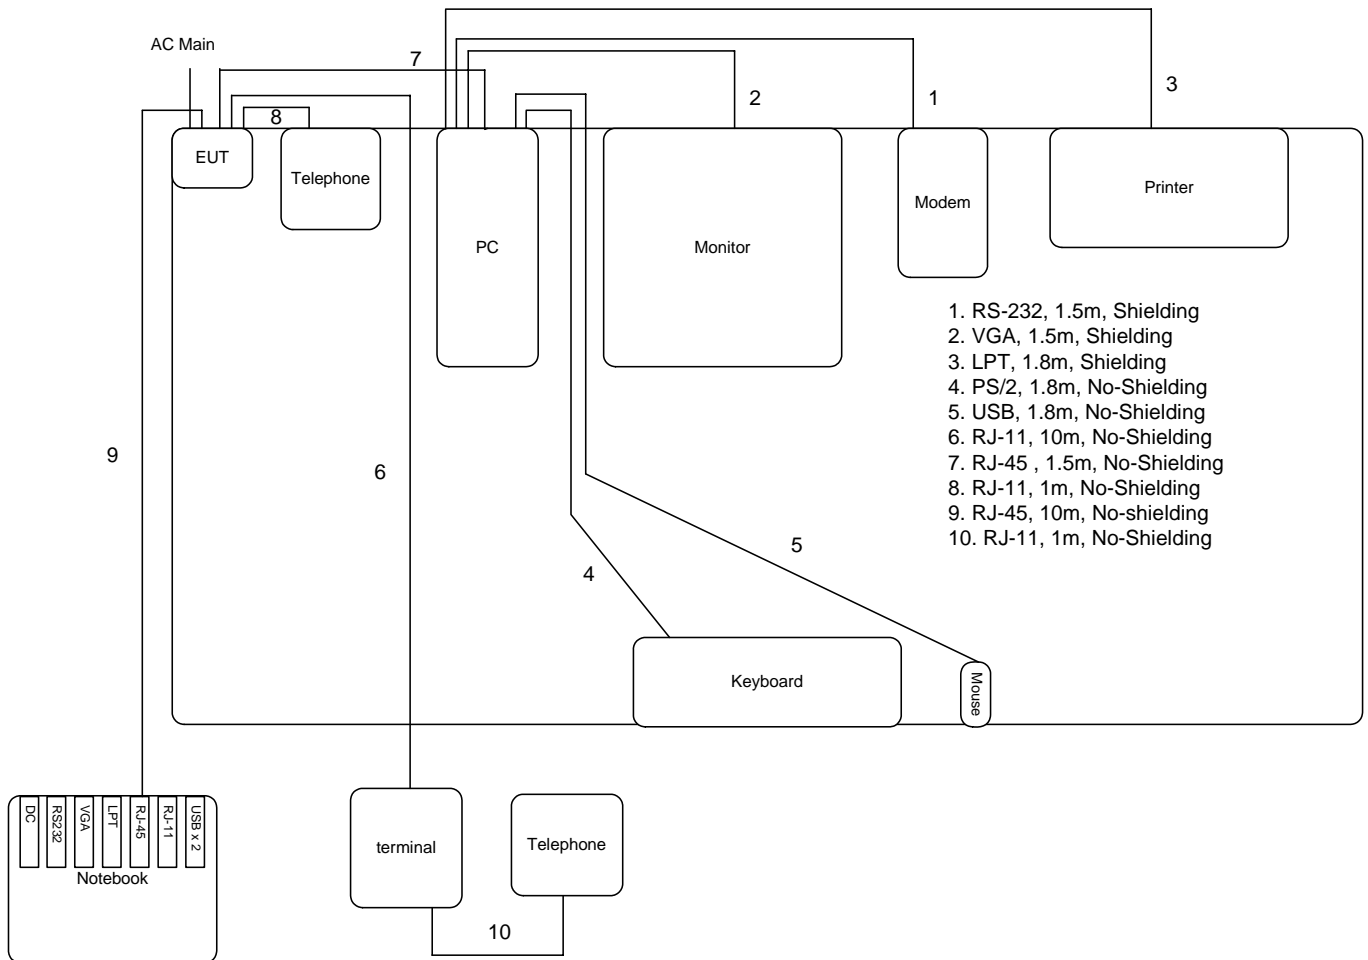 AC Main
7
2
1
3
8
EUT
Telephone
PC
Monitor
Modem
Printer
1. RS-232, 1.5m, Shielding
2. VGA, 1.5m, Shielding
3. LPT, 1.8m, Shielding
4. PS/2, 1.8m, No-Shielding
5. USB, 1.8m, No-Shielding
6. RJ-11, 10m, No-Shielding
7. RJ-45 , 1.5m, No-Shielding
8. RJ-11, 1m, No-Shielding
9. RJ-45, 10m, No-shielding
10. RJ-11, 1m, No-Shielding
9
6
5
4
Keyboard
Mouse
DC
RS232
VGA
LPT
RJ-45
RJ-11
USB x 2
Notebook
terminal
Telephone
10